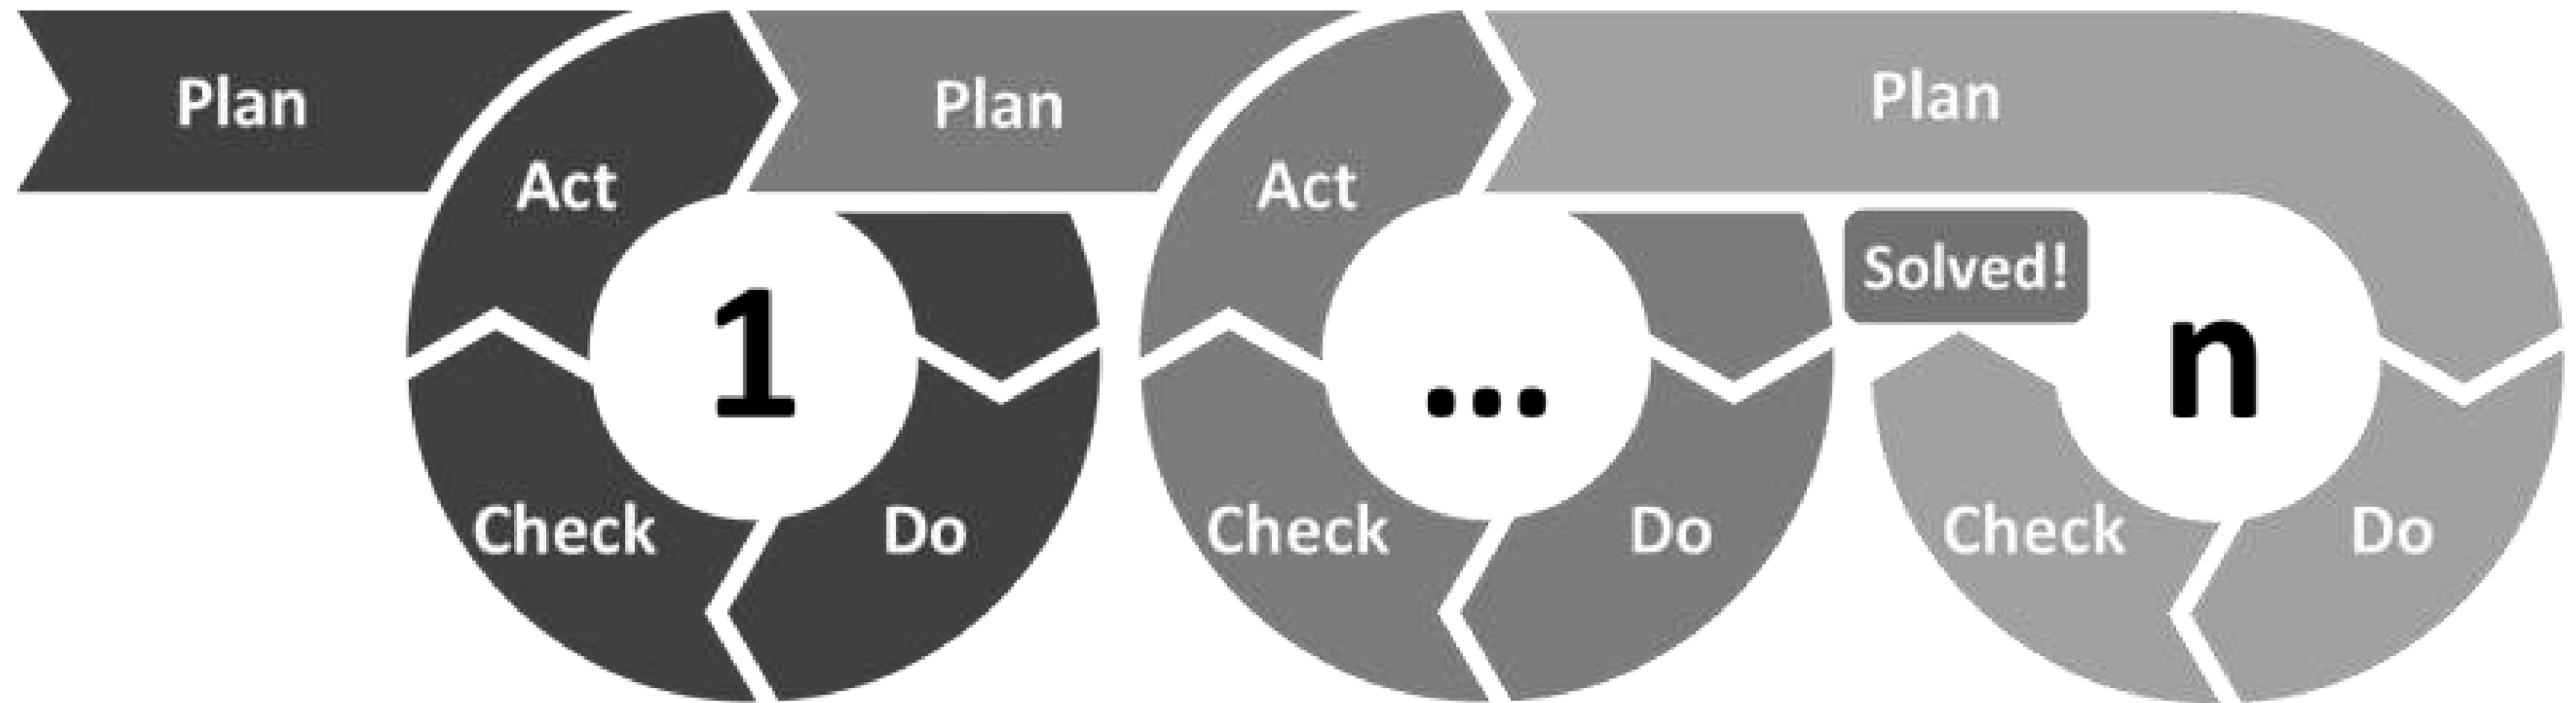 Plan
Act
1
Check
Do
Plan
Act
...
Check
Do
Plan
Solved!
n
Check
Do